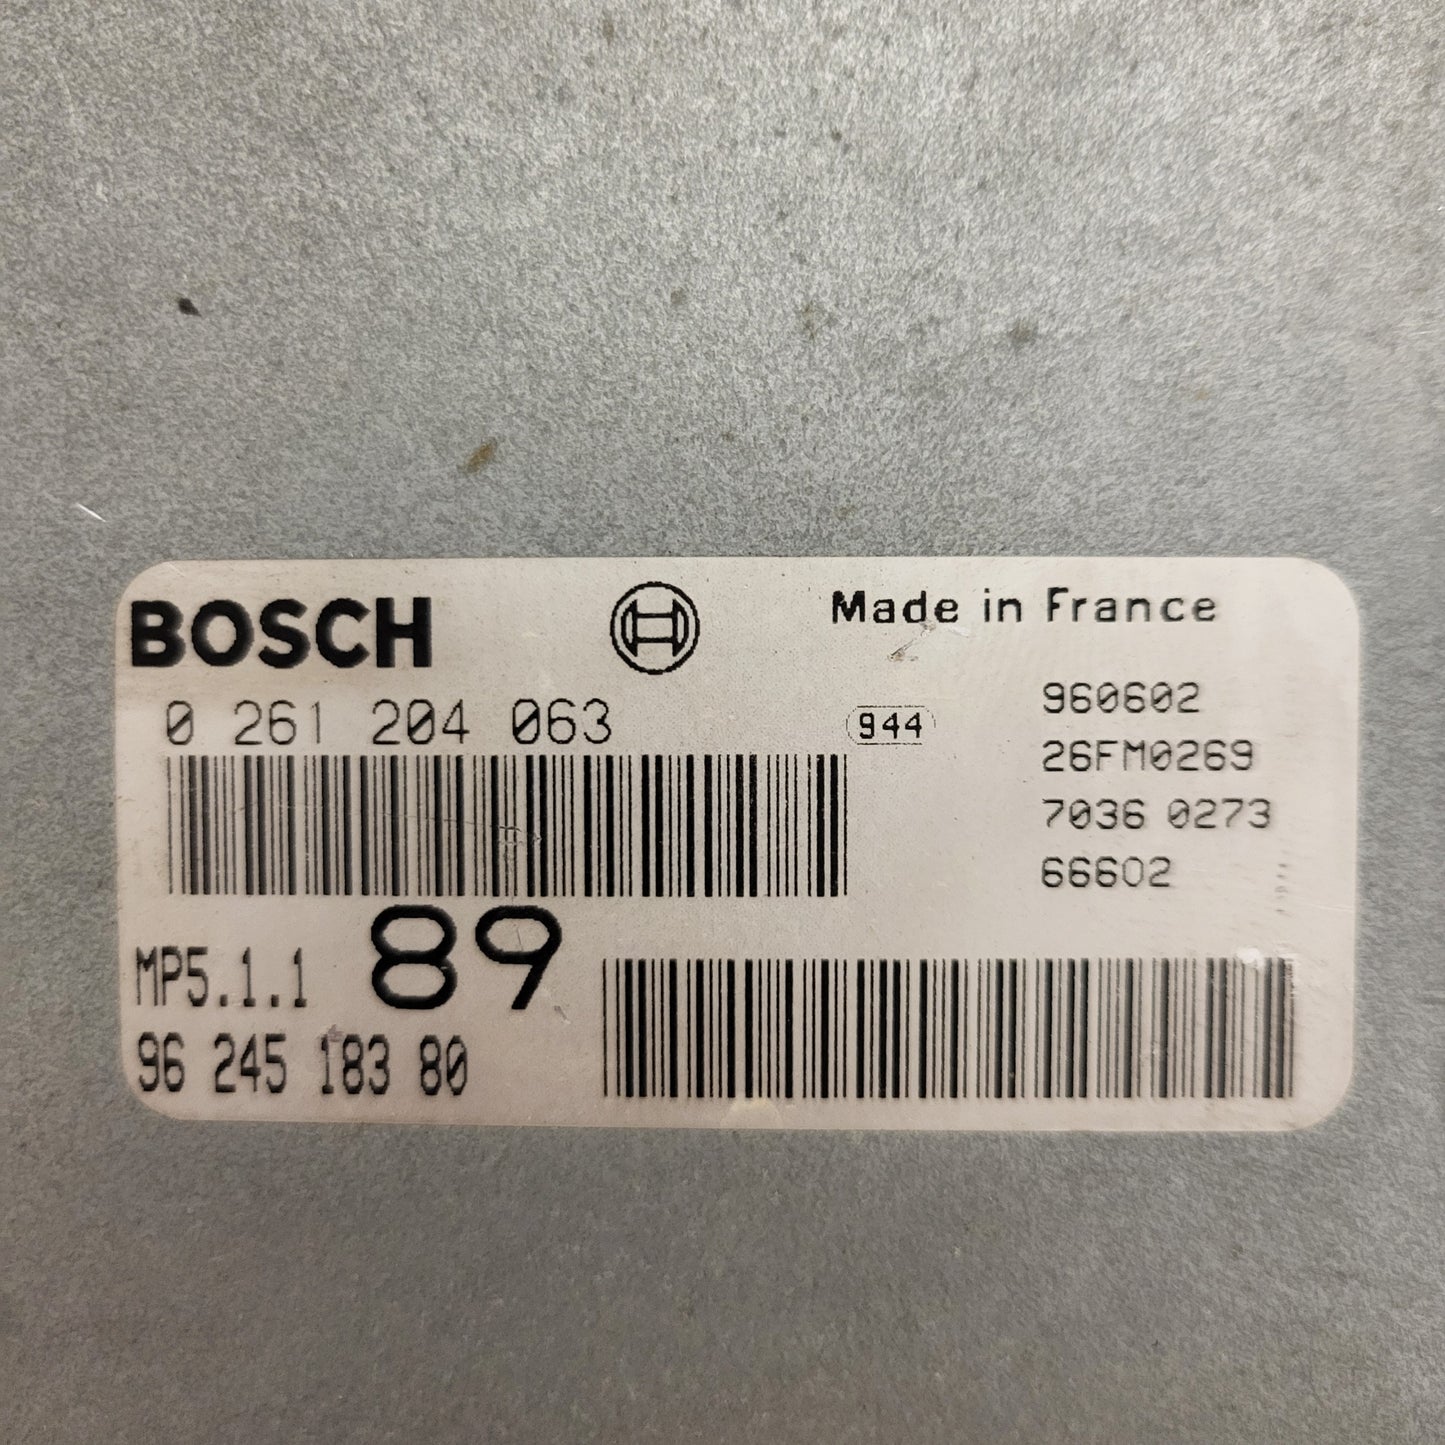 BOSCH
Made in France
0 261 204 063
944
960602
26FM0269
7036 0273
66602
MP5.1.1 89
96 245 183 80